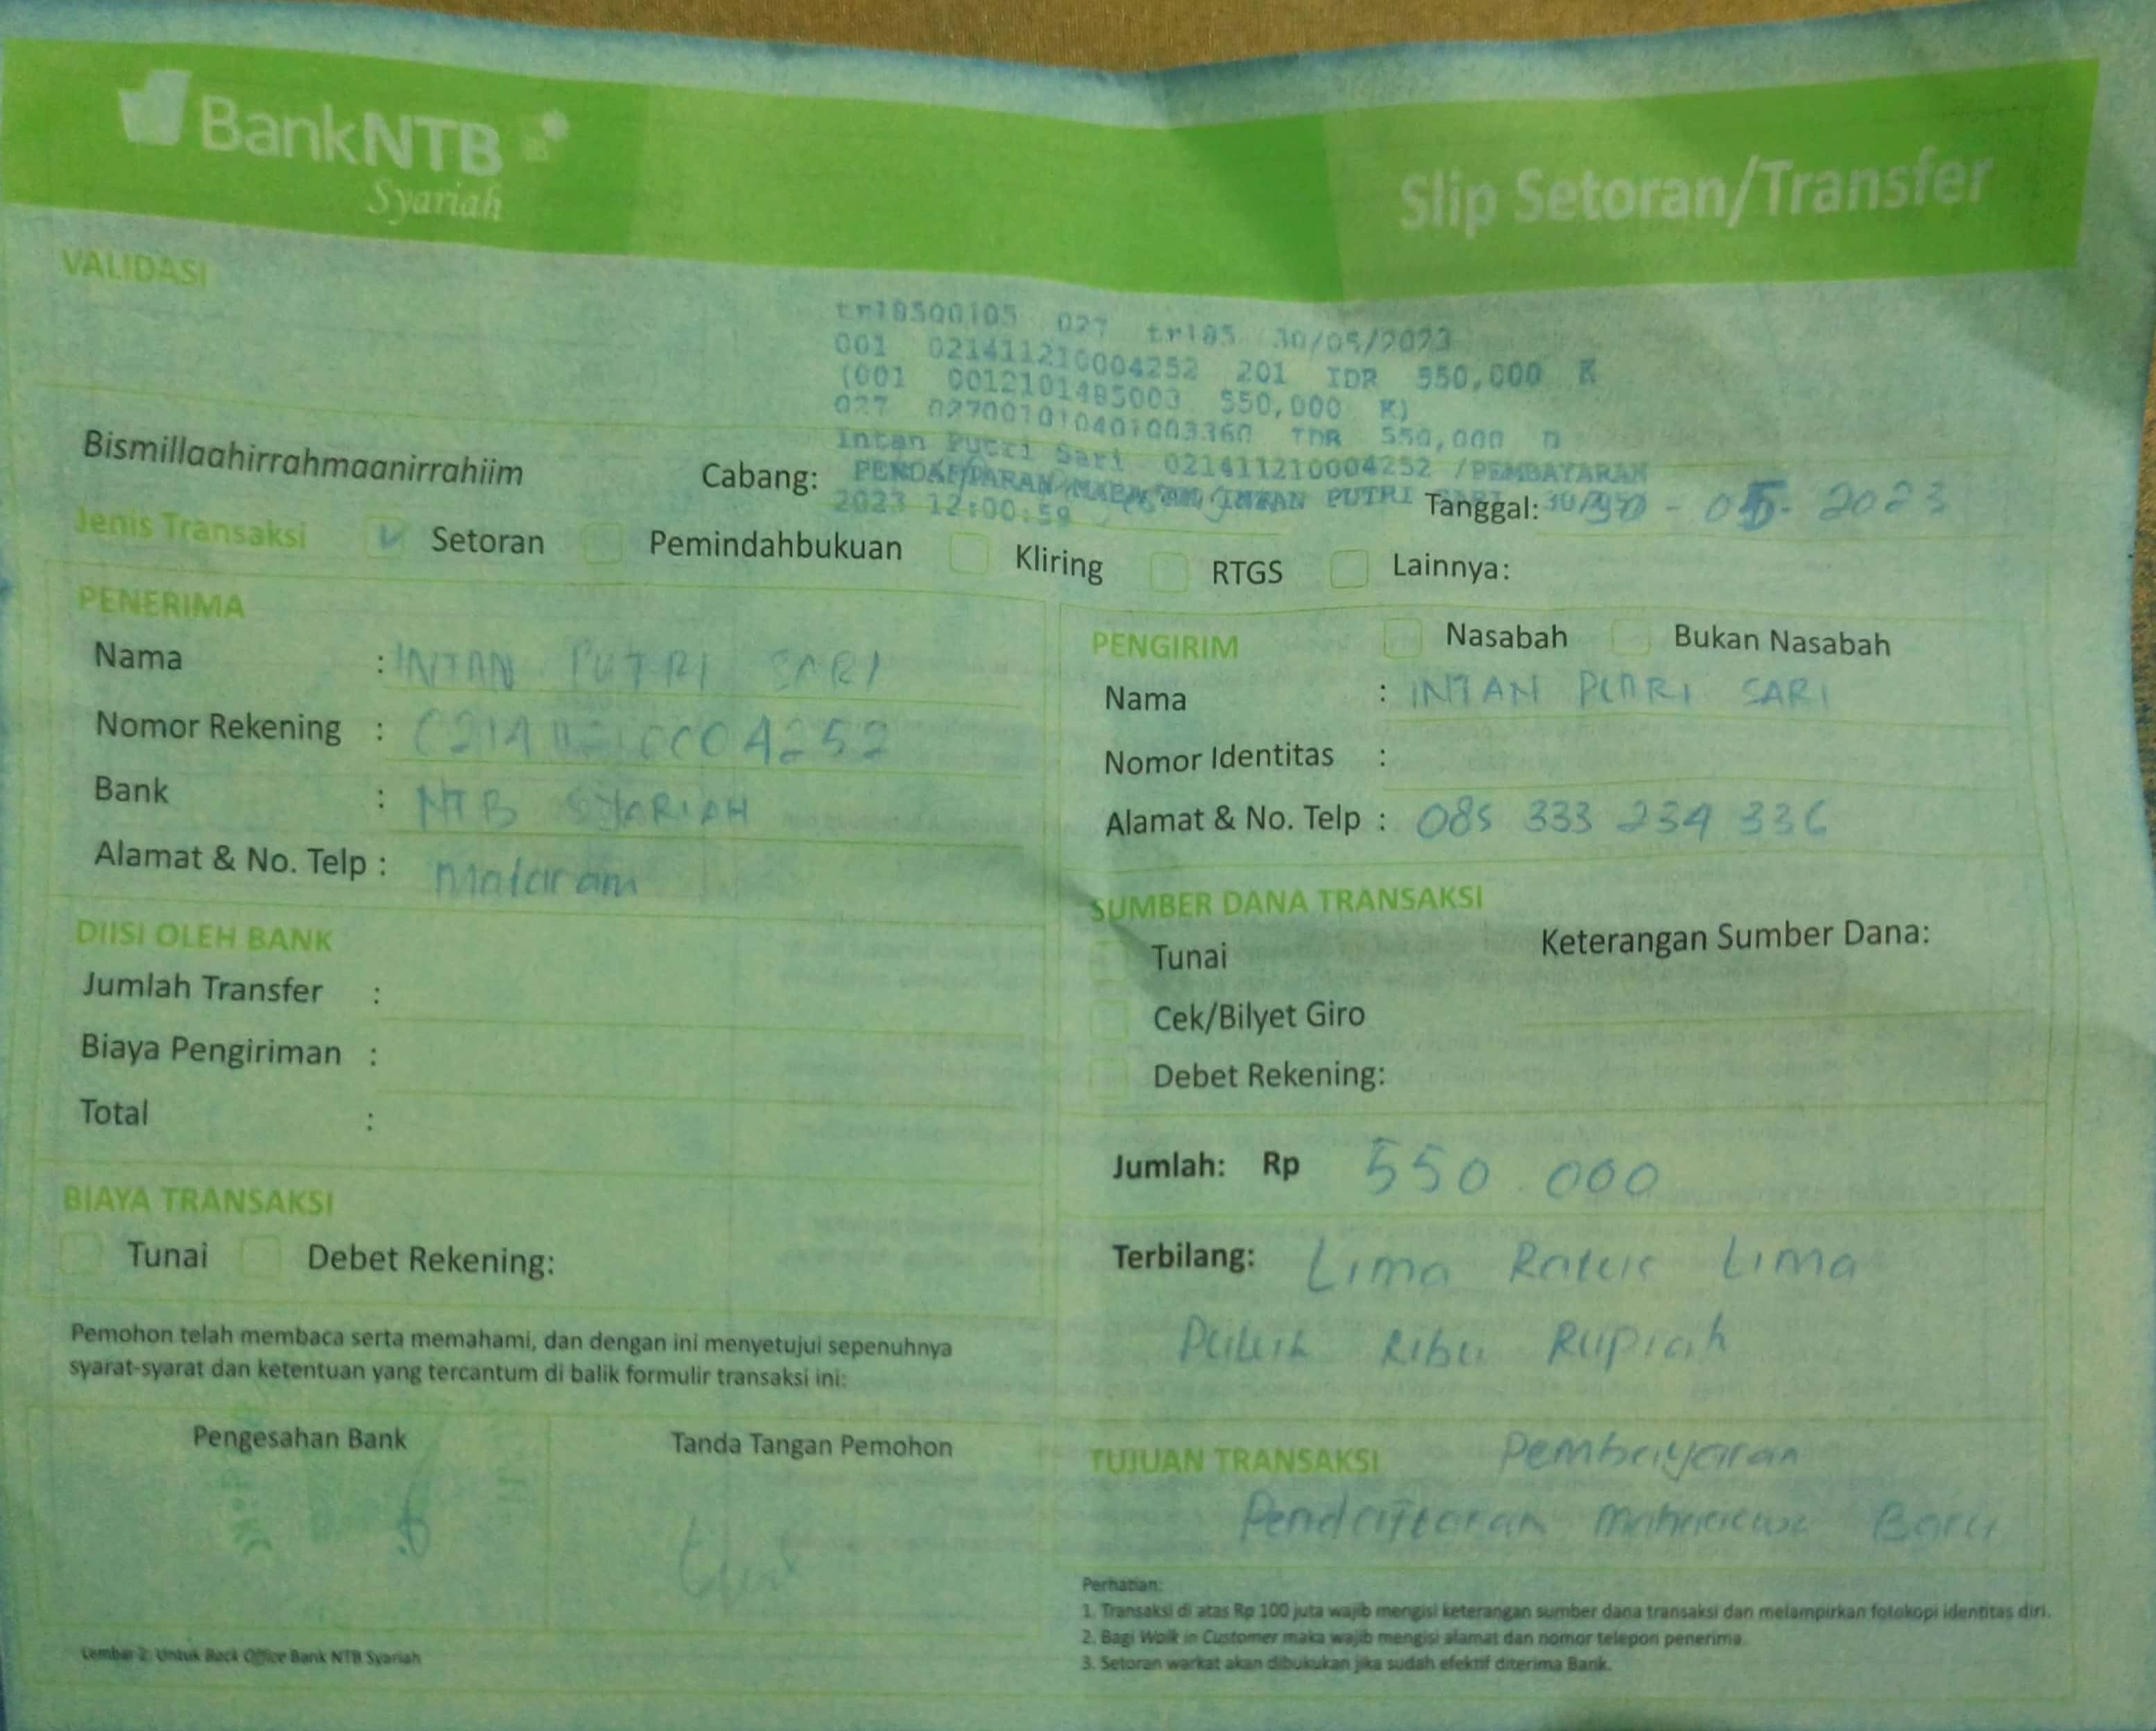 BankNTB
Syariah
Slip Setoran/Transfer
VALIDASI
tr18500105 027 tr185 30/05/2023
001 021411210004252 201 IDR 550,000 K
(001 0012101485003 550,000 K)
027 027001010401003360 IDR 550,000 D
Intan Putri Sari 021411210004252 /PEMBAYARAN
PENDAFTARAN INTAN PUTRI
2023 12:00:59
Bismillaahirrahmaanirrahiim
Cabang:
Tanggal: 30 - 05 - 2023
Jenis Transaksi Setoran Pemindahbukuan Kliring RTGS Lainnya:
PENERIMA
Nama : INTAN PUTRI SARI
Nomor Rekening : 021411210004252
Bank : NTB SYARIAH
Alamat & No. Telp : Mataram
PENGIRIM Nasabah Bukan Nasabah
Nama : INTAN PUTRI SARI
Nomor Identitas :
Alamat & No. Telp : 085 333 234 336
DIISI OLEH BANK
Jumlah Transfer :
Biaya Pengiriman :
Total :
SUMBER DANA TRANSAKSI
Tunai
Keterangan Sumber Dana:
Cek/Bilyet Giro
Debet Rekening:
BIAYA TRANSAKSI
Tunai Debet Rekening:
Jumlah: Rp 550.000
Terbilang: Lima Ratus Lima
Puluh Ribu Rupiah
Pemohon telah membaca serta memahami, dan dengan ini menyetujui sepenuhnya
syarat-syarat dan ketentuan yang tercantum di balik formulir transaksi ini:
Pengesahan Bank
Tanda Tangan Pemohon
TUJUAN TRANSAKSI Pembayaran
Pendaftaran Mahasiswa Baru
Perhatian:
1. Transaksi di atas Rp 100 juta wajib mengisi keterangan sumber dana transaksi dan melampirkan fotokopi identitas diri.
2. Bagi Walk in Customer maka wajib mengisi alamat dan nomor telepon penerima.
3. Setoran warkat akan dibukukan jika sudah efektif diterima Bank.
Lembar 2: Untuk Back Office Bank NTB Syariah